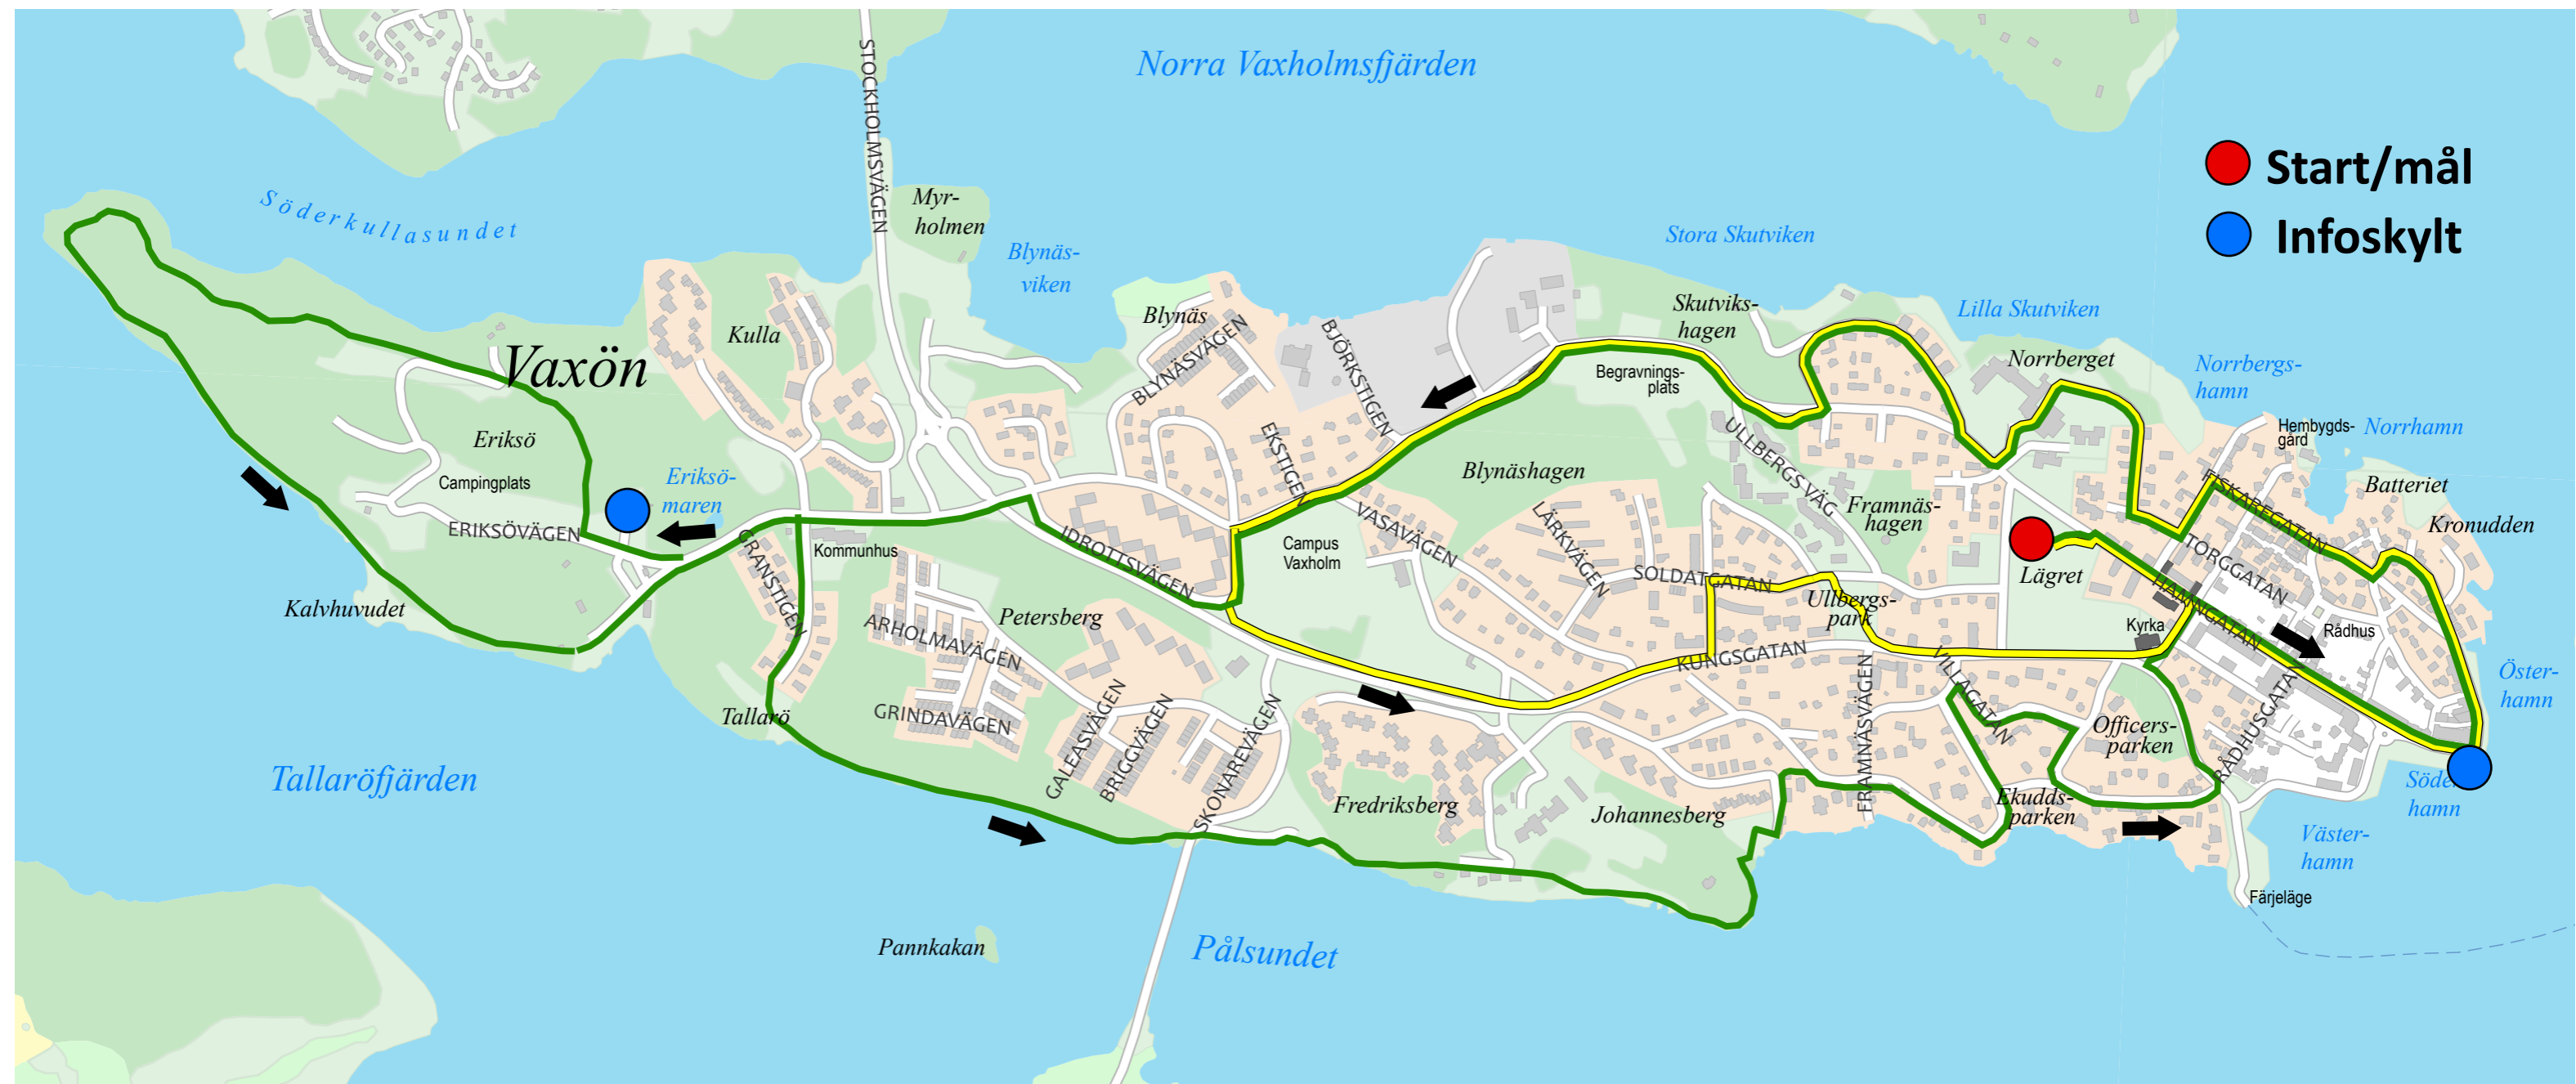 Norra Vaxholmsfjärden
STOCKHOLMSVÄGEN
Start/mål
Infoskylt
Söderkullasundet
Myr-
holmen
Blynäs-
viken
Stora Skutviken
Skutviks-
hagen
Lilla Skutviken
Norrberget
Norrbergs-
hamn
Kulla
Blynäs
BLYNÄSVÄGEN
BJÖRKSTIGEN
Begravnings-
plats
Vaxön
Eriksö
Campingplats
ERIKSÖVÄGEN
Eriksö-
maren
EKSTIGEN
Blynäshagen
ULLBERGSVÄG
Framnäs-
hagen
Hembygds-
gård
Norrhamn
FISKAREGATAN
Batteriet
Kronudden
Kommunhus
GRANSTIGEN
IDROTTSVÄGEN
Campus
Vaxholm
VASAVÄGEN
LÄRKVÄGEN
SOLDATGATAN
Ullbergs-
park
Lägret
TORGGATAN
HAMNGATAN
Kalvhuvudet
ARHOLMAVÄGEN
Petersberg
KUNGSGATAN
Kyrka
Rådhus
Tallarö
GRINDAVÄGEN
GALEASVÄGEN
BRIGGVÄGEN
SKONAREVÄGEN
FRAMNÄSVÄGEN
VILLAGATAN
Officers-
parken
RÅDHUSGATAN
Öster-
hamn
Tallaröfjärden
Fredriksberg
Johannesberg
Ekudds-
parken
Söder
hamn
Väster-
hamn
Färjeläge
Pannkakan
Pålsundet